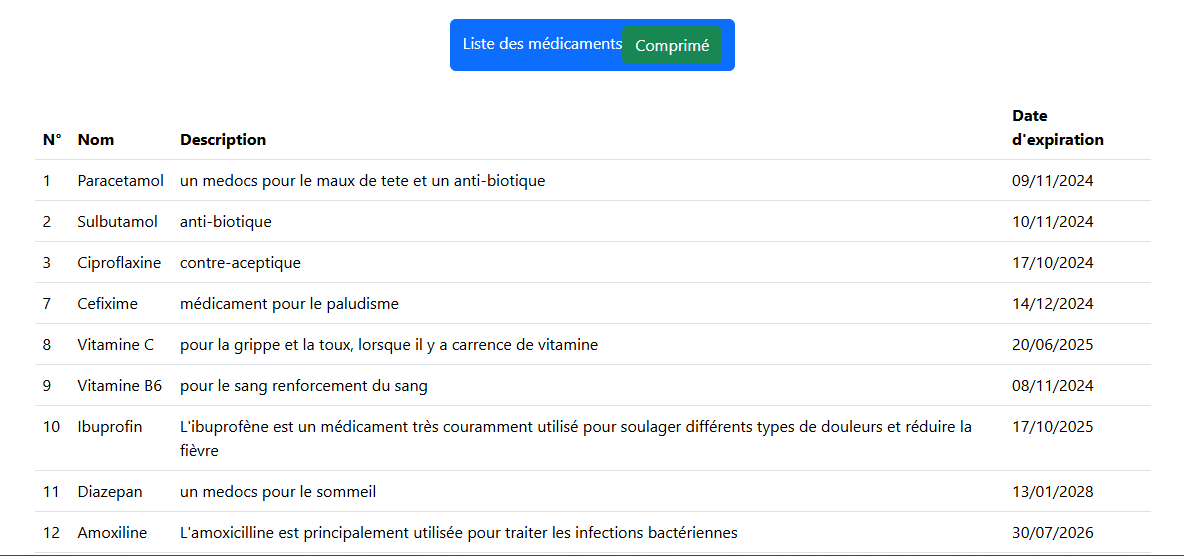 Liste des médicaments Comprimé
N° Nom Description Date d'expiration
1 Paracetamol un medocs pour le maux de tete et un anti-biotique 09/11/2024
2 Sulbutamol anti-biotique 10/11/2024
3 Ciproflaxine contre-aceptique 17/10/2024
7 Cefixime médicament pour le paludisme 14/12/2024
8 Vitamine C pour la grippe et la toux, lorsque il y a carrence de vitamine 20/06/2025
9 Vitamine B6 pour le sang renforcement du sang 08/11/2024
10 Ibuprofin L'ibuprofène est un médicament très couramment utilisé pour soulager différents types de douleurs et réduire la 17/10/2025
fièvre
11 Diazepan un medocs pour le sommeil 13/01/2028
12 Amoxiline L'amoxicilline est principalement utilisée pour traiter les infections bactériennes 30/07/2026